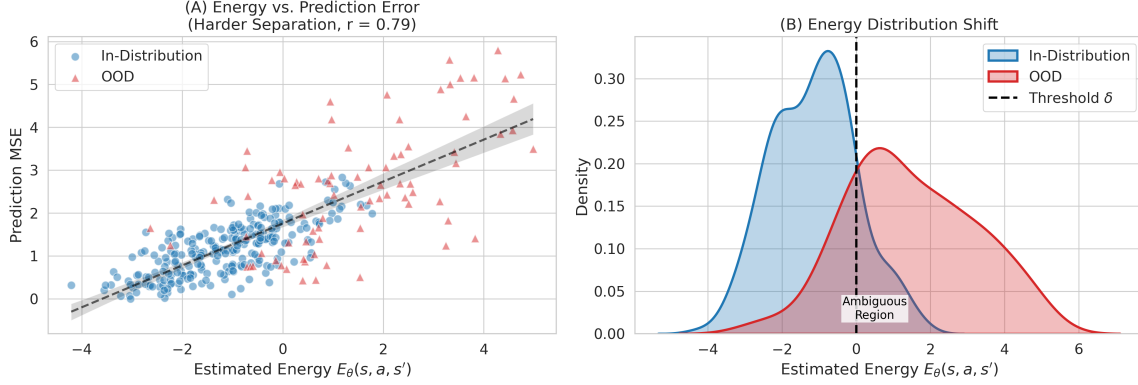 (A) Energy vs. Prediction Error
(Harder Separation, r = 0.79)
In-Distribution
OOD
Prediction MSE
6
5
4
3
2
1
0
−4
−2
0
2
4
Estimated Energy Eθ(s, a, s′)
(B) Energy Distribution Shift
In-Distribution
OOD
Threshold δ
Density
0.30
0.25
0.20
0.15
0.10
0.05
0.00
Ambiguous
Region
−4
−2
0
2
4
6
Estimated Energy Eθ(s, a, s′)